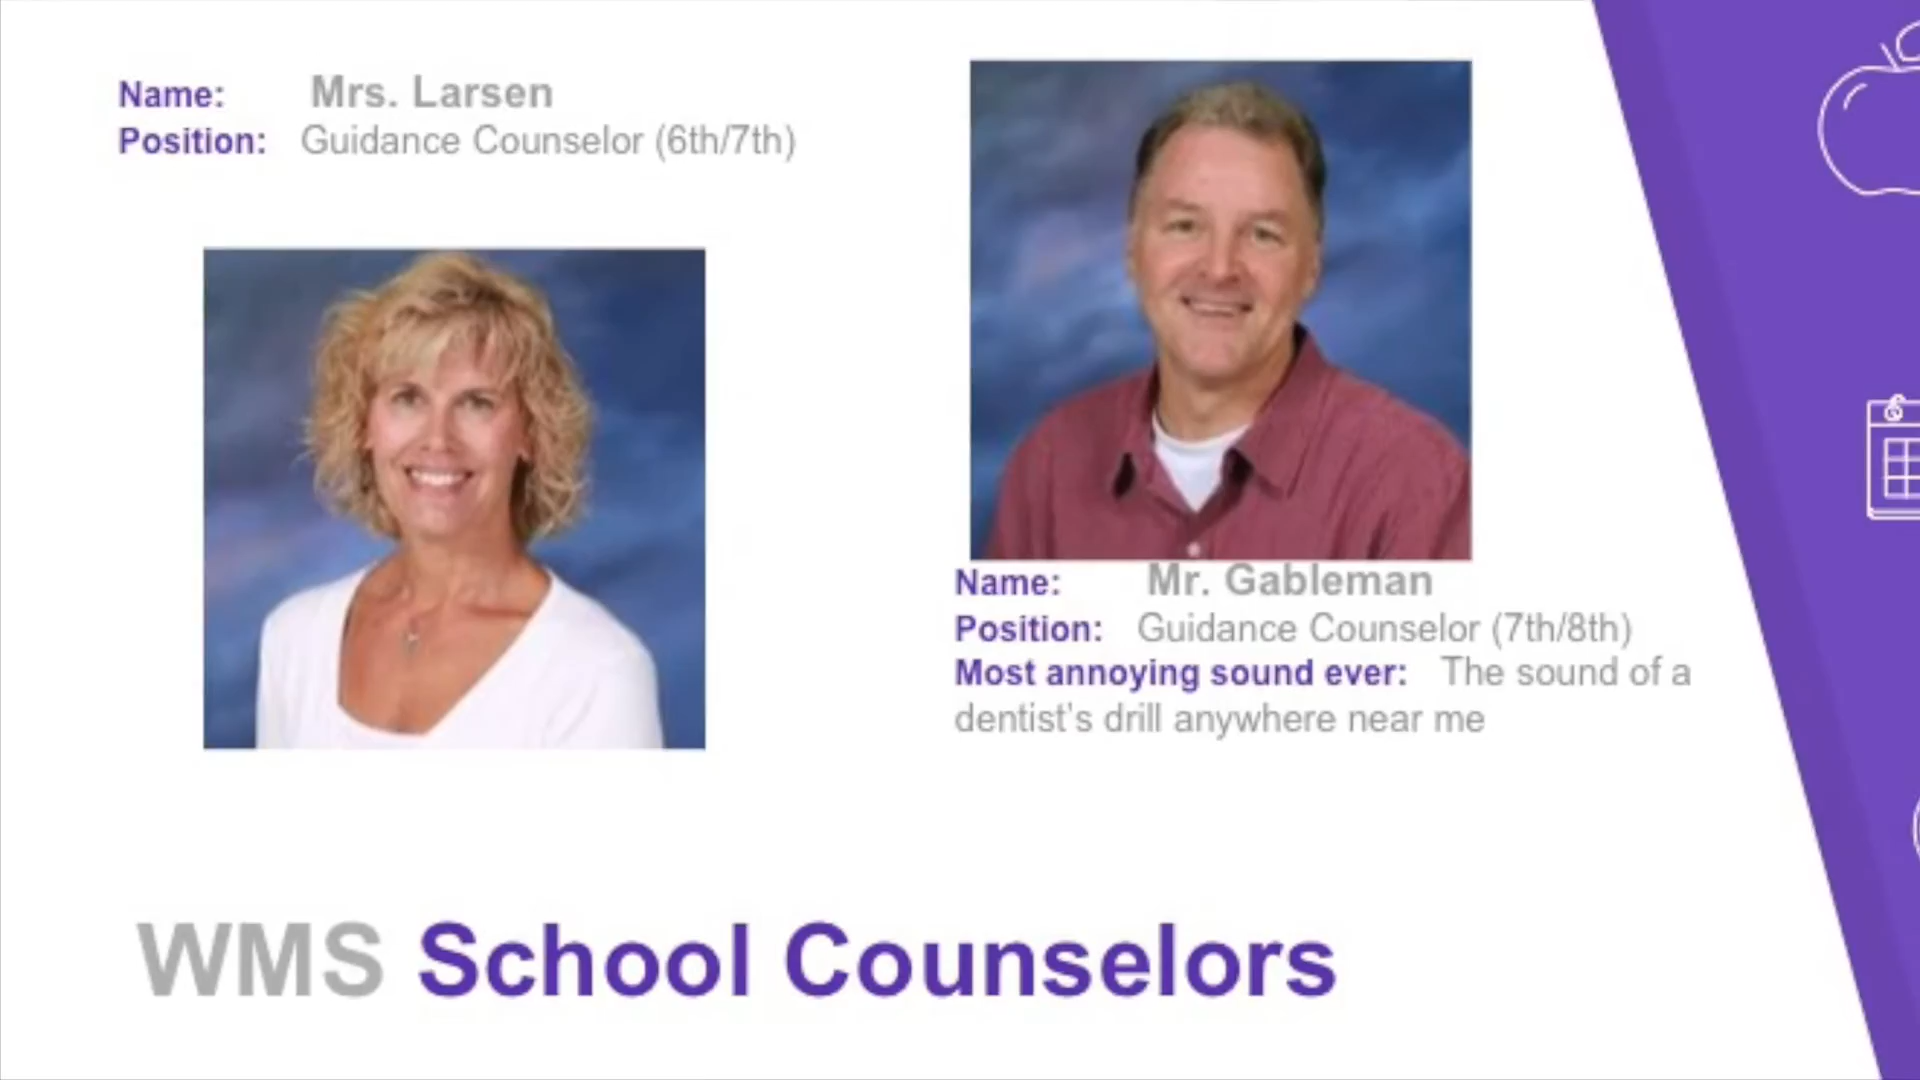 Name: Mrs. Larsen
Position: Guidance Counselor (6th/7th)
Name: Mr. Gableman
Position: Guidance Counselor (7th/8th)
Most annoying sound ever: The sound of a
dentist's drill anywhere near me
WMS School Counselors